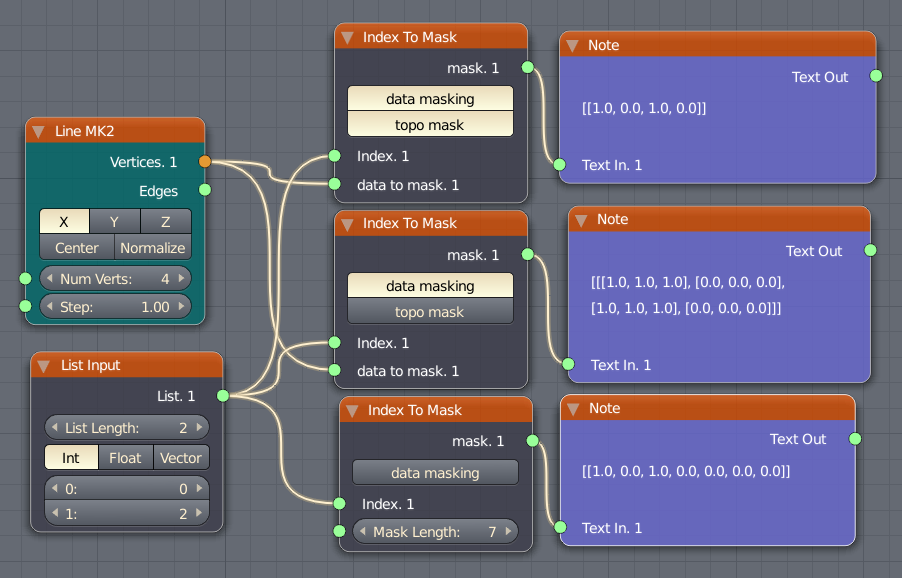 Line MK2
Vertices. 1
Edges
X Y Z
Center Normalize
Num Verts: 4
Step: 1.00
List Input
List. 1
List Length: 2
Int Float Vector
0: 0
1: 2
Index To Mask
mask. 1
data masking
topo mask
Index. 1
data to mask. 1
Index To Mask
mask. 1
data masking
topo mask
Index. 1
data to mask. 1
Index To Mask
mask. 1
data masking
Index. 1
Mask Length: 7
Note
Text Out
[[1.0, 0.0, 1.0, 0.0]]
Text In. 1
Note
Text Out
[[[1.0, 1.0, 1.0], [0.0, 0.0, 0.0],
[1.0, 1.0, 1.0], [0.0, 0.0, 0.0]]]
Text In. 1
Note
Text Out
[[1.0, 0.0, 1.0, 0.0, 0.0, 0.0, 0.0]]
Text In. 1